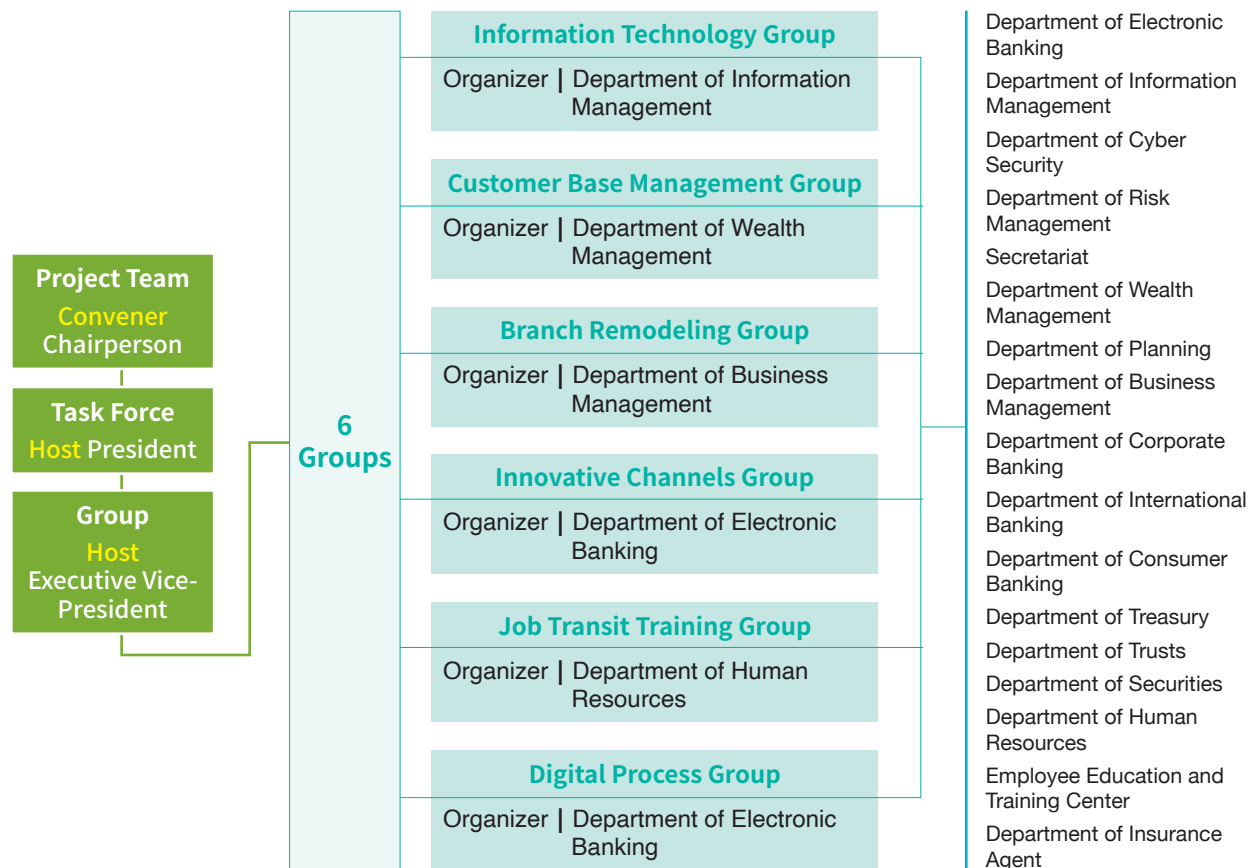 Project Team
Convener
Chairperson
Task Force
Host President
Group
Host
Executive Vice-
President
6
Groups
Information Technology Group
Organizer | Department of Information
Management
Customer Base Management Group
Organizer | Department of Wealth
Management
Branch Remodeling Group
Organizer | Department of Business
Management
Innovative Channels Group
Organizer | Department of Electronic
Banking
Job Transit Training Group
Organizer | Department of Human
Resources
Digital Process Group
Organizer | Department of Electronic
Banking
Department of Electronic
Banking
Department of Information
Management
Department of Cyber
Security
Department of Risk
Management
Secretariat
Department of Wealth
Management
Department of Planning
Department of Business
Management
Department of Corporate
Banking
Department of International
Banking
Department of Consumer
Banking
Department of Treasury
Department of Trusts
Department of Securities
Department of Human
Resources
Employee Education and
Training Center
Department of Insurance
Agent